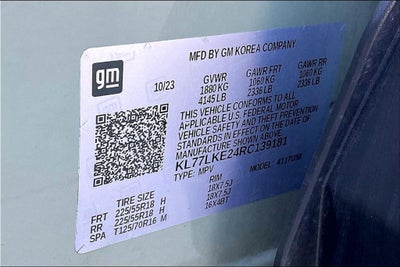 gm
MFD BY GM KOREA COMPANY
10/23 GVWR GAWR FRT GAWR RR
1880 KG 1060 KG 1060 KG
4145 LB 2336 LB 2336 LB
THIS VEHICLE CONFORMS TO ALL
APPLICABLE U.S. FEDERAL MOTOR
VEHICLE SAFETY AND THEFT PREVENTION
STANDARDS IN EFFECT ON THE DATE OF
MANUFACTURE SHOWN ABOVE
KL77LKE24RC139181
TYPE: MPV MODEL:
TIRE SIZE RIM
FRT 225/55R18 H 18X7.5J
RR 225/55R18 H 18X7.5J
SPA T125/70R16 M 16X4BT